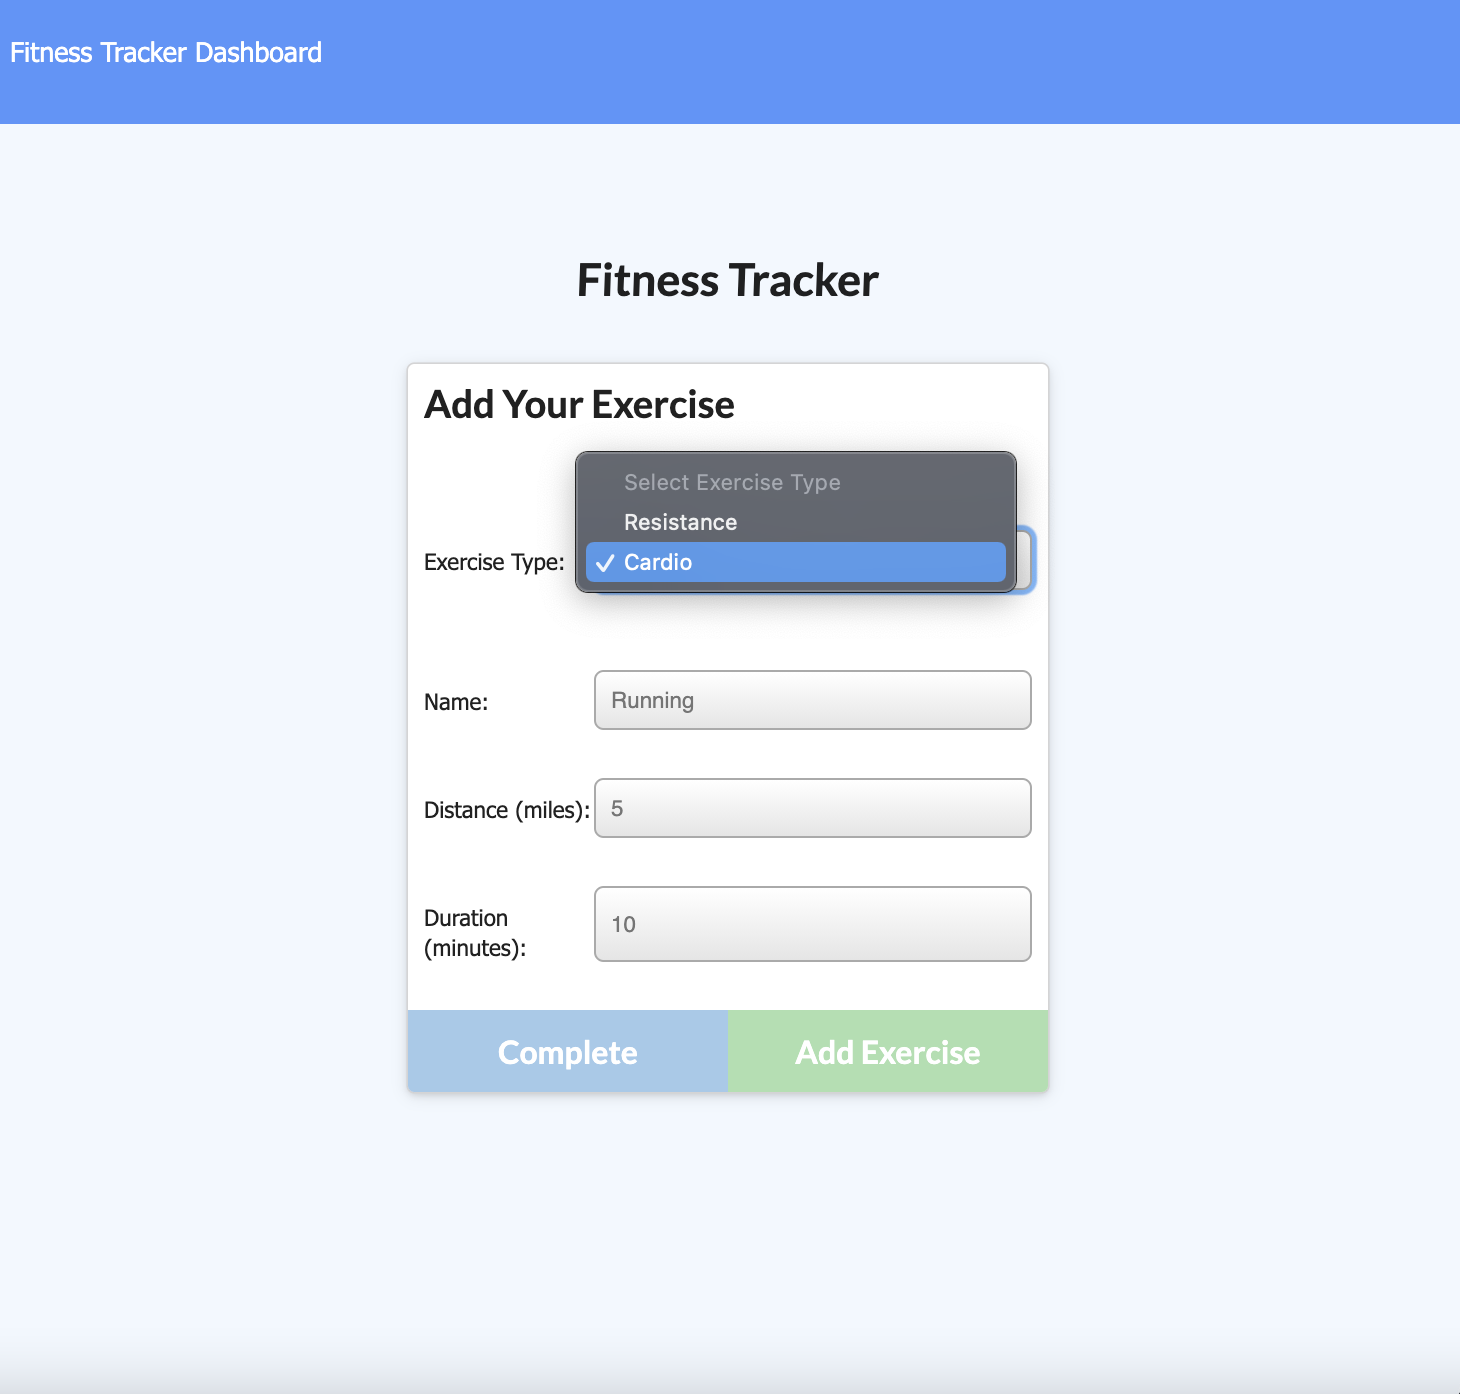 Fitness Tracker Dashboard
Fitness Tracker
Add Your Exercise
Select Exercise Type
Resistance
Exercise Type:
✓ Cardio
Name:
Running
Distance (miles):
5
Duration
(minutes):
10
Complete
Add Exercise